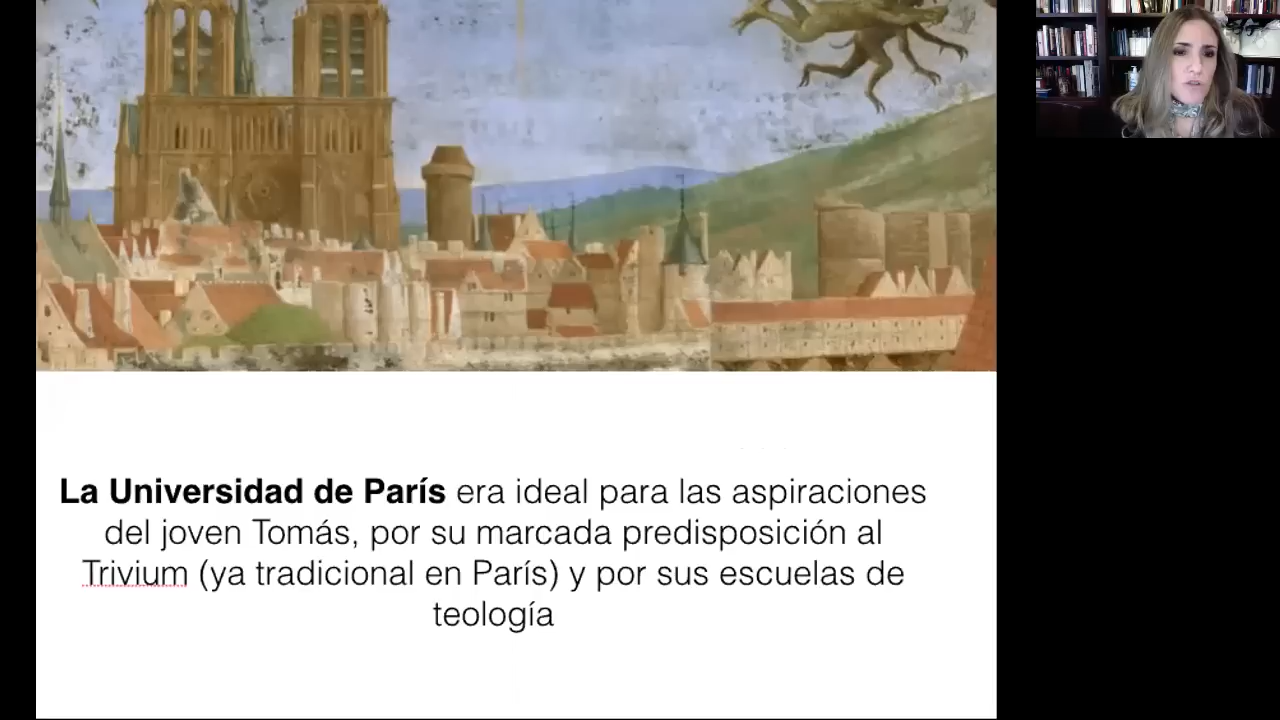 La Universidad de París era ideal para las aspiraciones
del joven Tomás, por su marcada predisposición al
Trivium (ya tradicional en París) y por sus escuelas de
teología